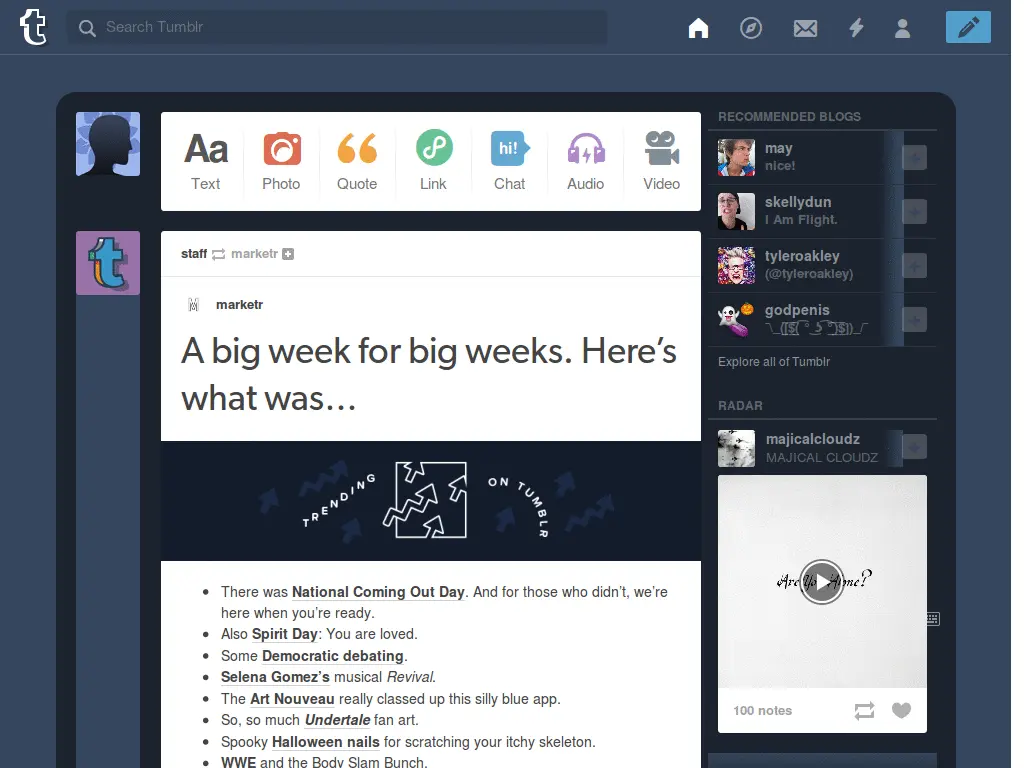 Search Tumblr
Aa
hi!
Text
Photo
Quote
Link
Chat
Audio
Video
staff marketr
marketr
A big week for big weeks. Here’s
what was…
TRENDING ON TUMBLR
There was National Coming Out Day. And for those who didn’t, we’re
here when you’re ready.
Also Spirit Day: You are loved.
Some Democratic debating.
Selena Gomez’s musical Revival.
The Art Nouveau really classed up this silly blue app.
So, so much Undertale fan art.
Spooky Halloween nails for scratching your itchy skeleton.
WWE and the Body Slam Bunch.
RECOMMENDED BLOGS
may
nice!
skellydun
I Am Flight.
tyleroakley
(@tyleroakley)
godpenis
Explore all of Tumblr
RADAR
majicalcloudz
MAJICAL CLOUDZ
Are You
100 notes